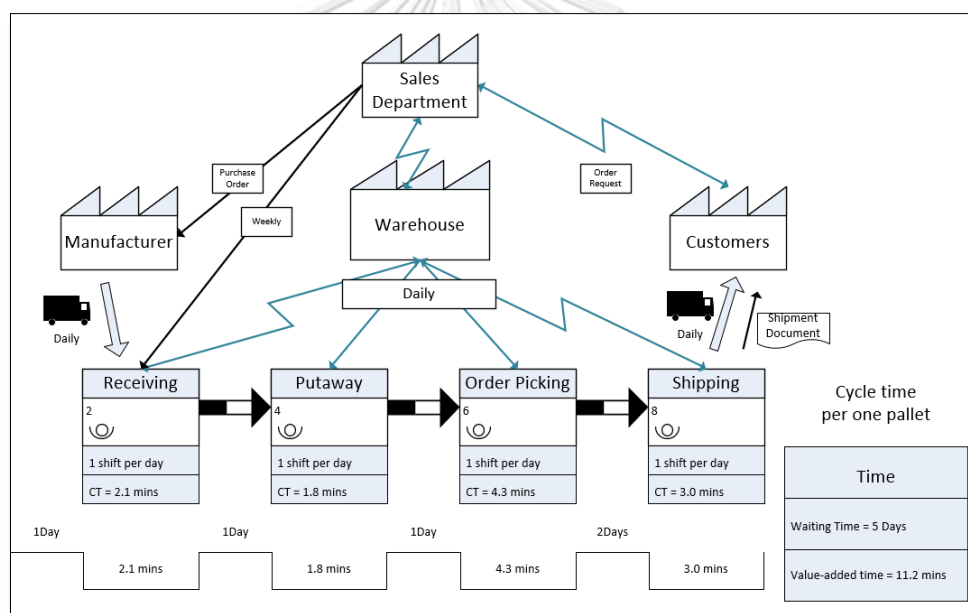 Sales
Department
Purchase
Order
Order
Request
Weekly
Manufacturer
Warehouse
Customers
Daily
Daily
Daily
Shipment
Document
Receiving
Putaway
Order Picking
Shipping
2
4
6
8
1 shift per day
1 shift per day
1 shift per day
1 shift per day
CT = 2.1 mins
CT = 1.8 mins
CT = 4.3 mins
CT = 3.0 mins
Cycle time
per one pallet
Time
Waiting Time = 5 Days
Value-added time = 11.2 mins
1Day
1Day
1Day
2Days
2.1 mins
1.8 mins
4.3 mins
3.0 mins